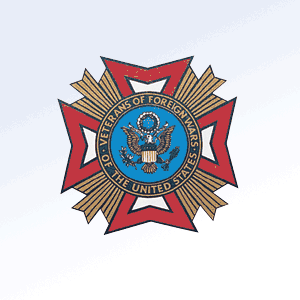 VETERANS OF FOREIGN WARS
OF THE UNITED STATES